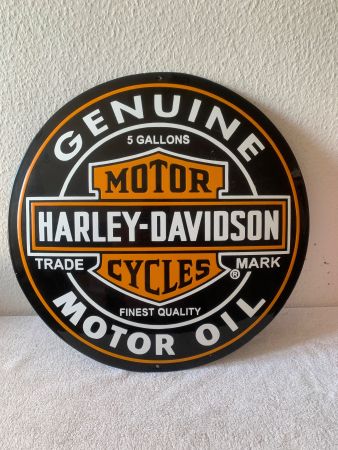 GENUINE
5 GALLONS
MOTOR
HARLEY-DAVIDSON
TRADE MARK
CYCLES ®
FINEST QUALITY
MOTOR OIL